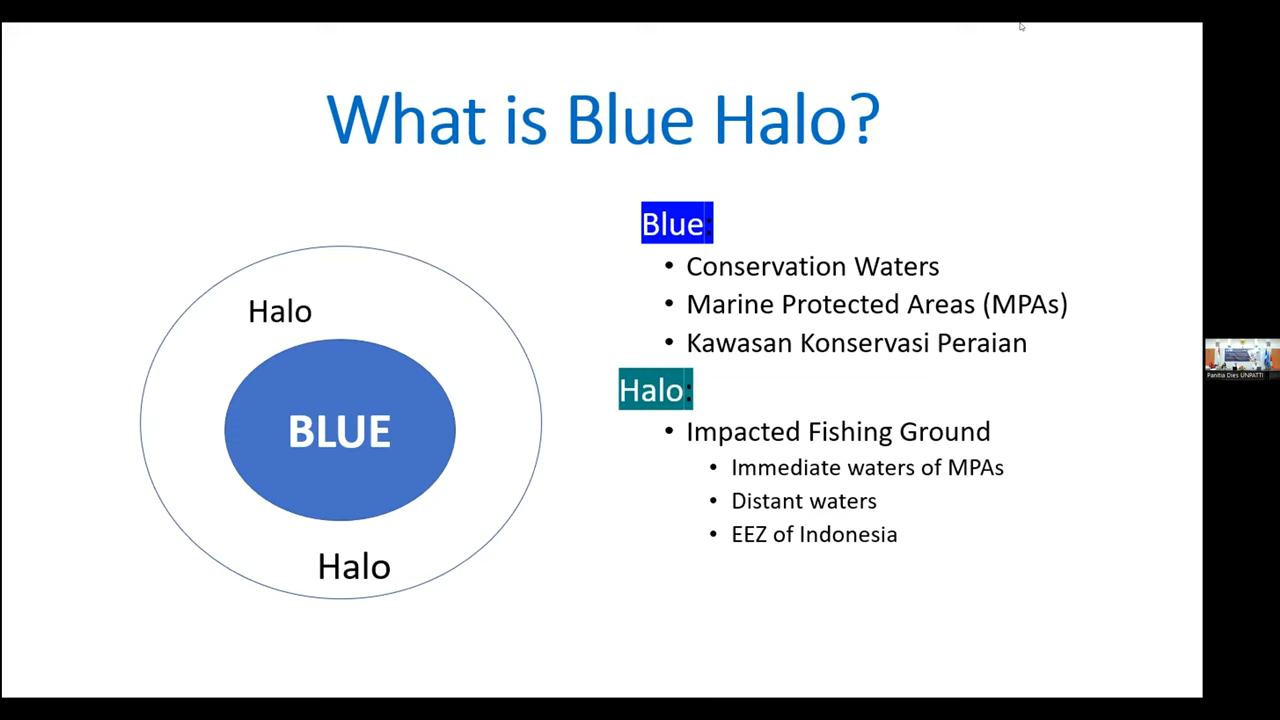 What is Blue Halo?
Halo
BLUE
Halo
Blue:
• Conservation Waters
• Marine Protected Areas (MPAs)
• Kawasan Konservasi Peraian
Halo:
• Impacted Fishing Ground
• Immediate waters of MPAs
• Distant waters
• EEZ of Indonesia
Panitia Dies UNPATTI